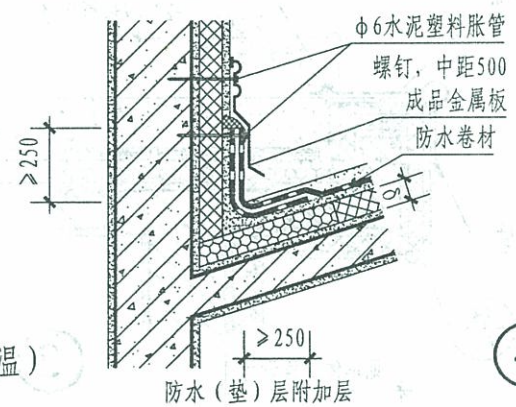 φ6水泥塑料胀管
螺钉，中距500
成品金属板
防水卷材
≥250
δ
≥250
温）
防水（垫）层附加层